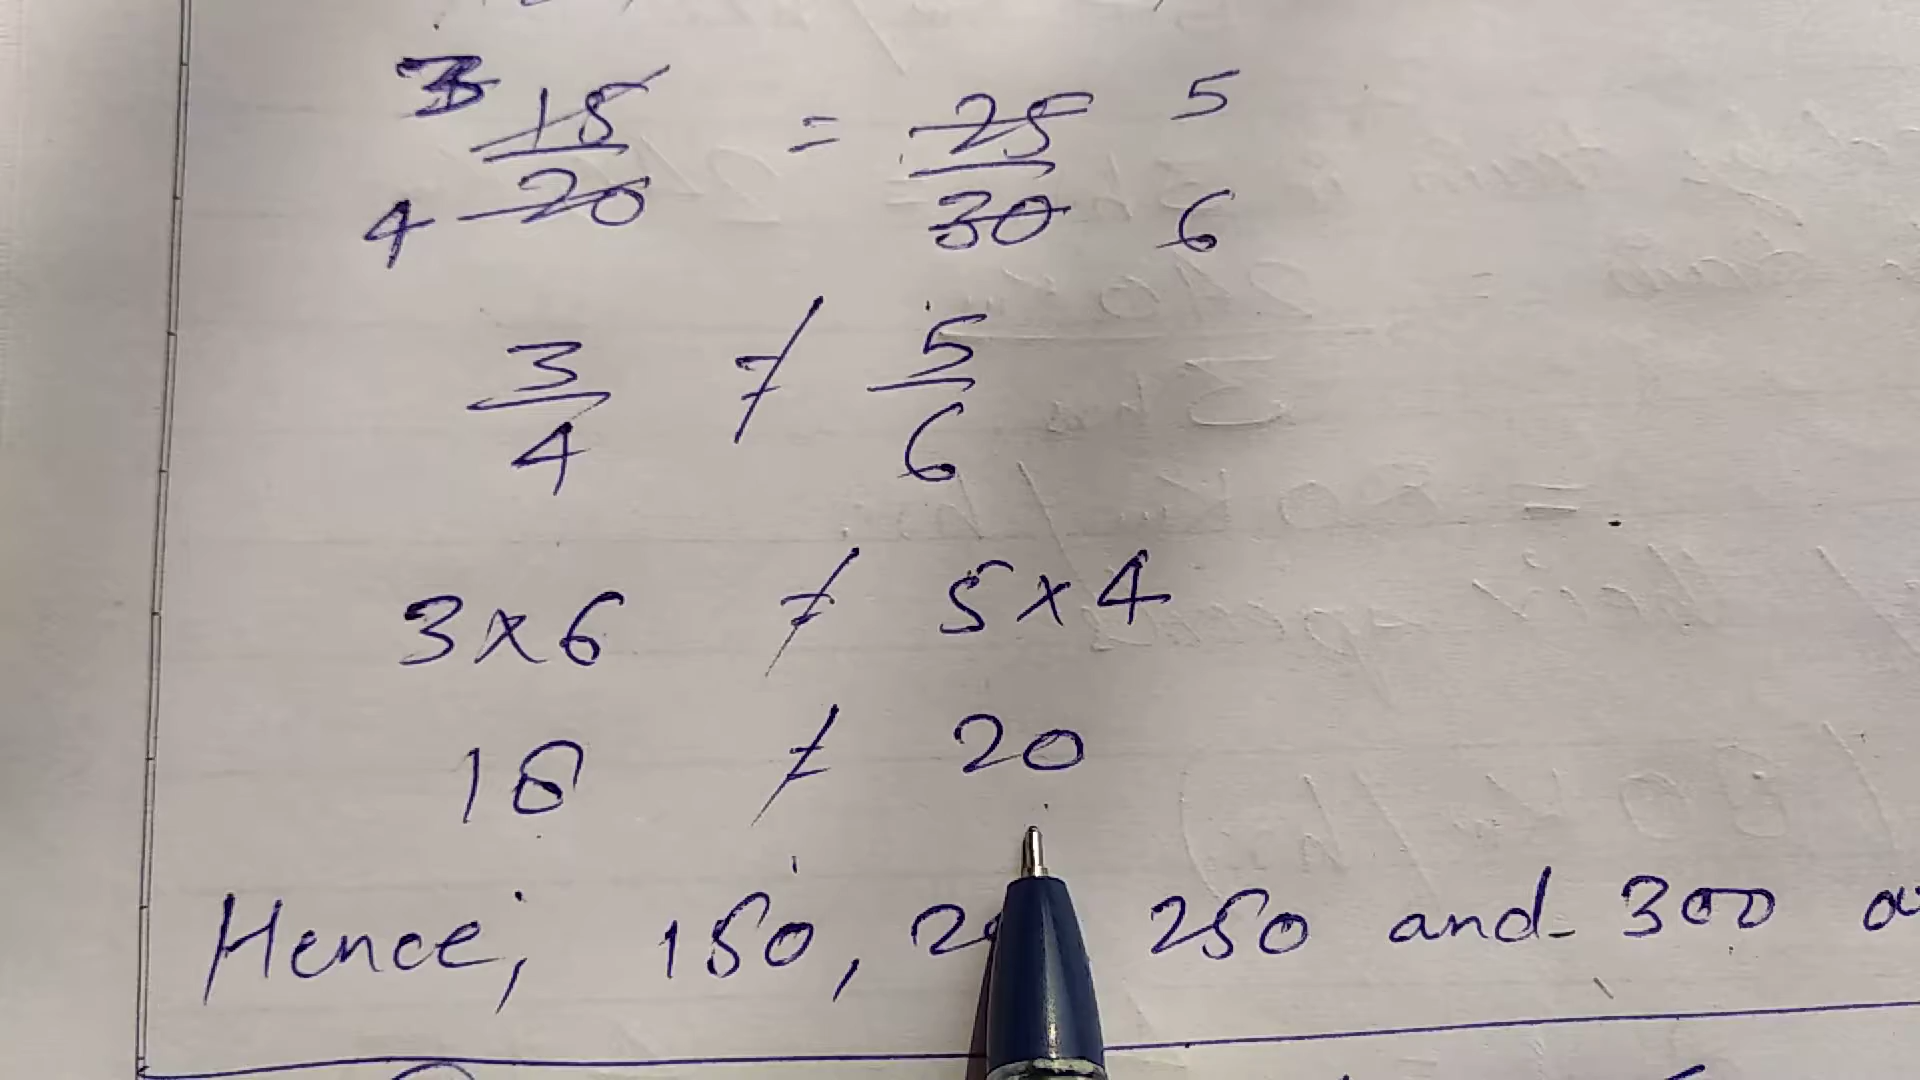 3 15/20 = 25/30 5
4 6
3/4 ≠ 5/6
3×6 ≠ 5×4
18 ≠ 20
Hence, 150, 250 and 300